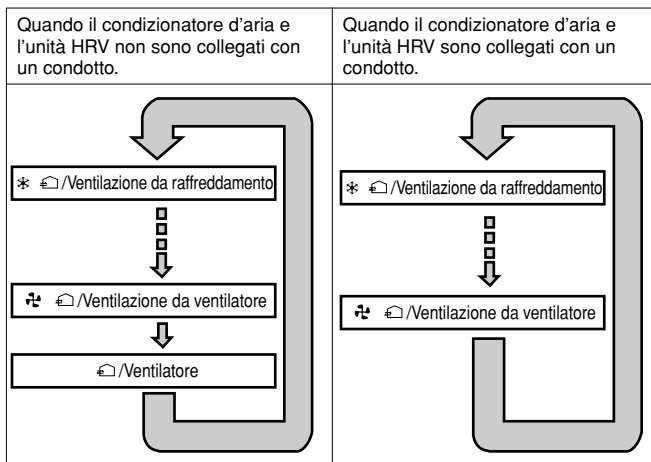 Quando il condizionatore d'aria e
l'unità HRV non sono collegati con
un condotto.
Quando il condizionatore d'aria e
l'unità HRV sono collegati con un
condotto.
/Ventilazione da raffreddamento
/Ventilazione da ventilatore
/Ventilatore
/Ventilazione da raffreddamento
/Ventilazione da ventilatore